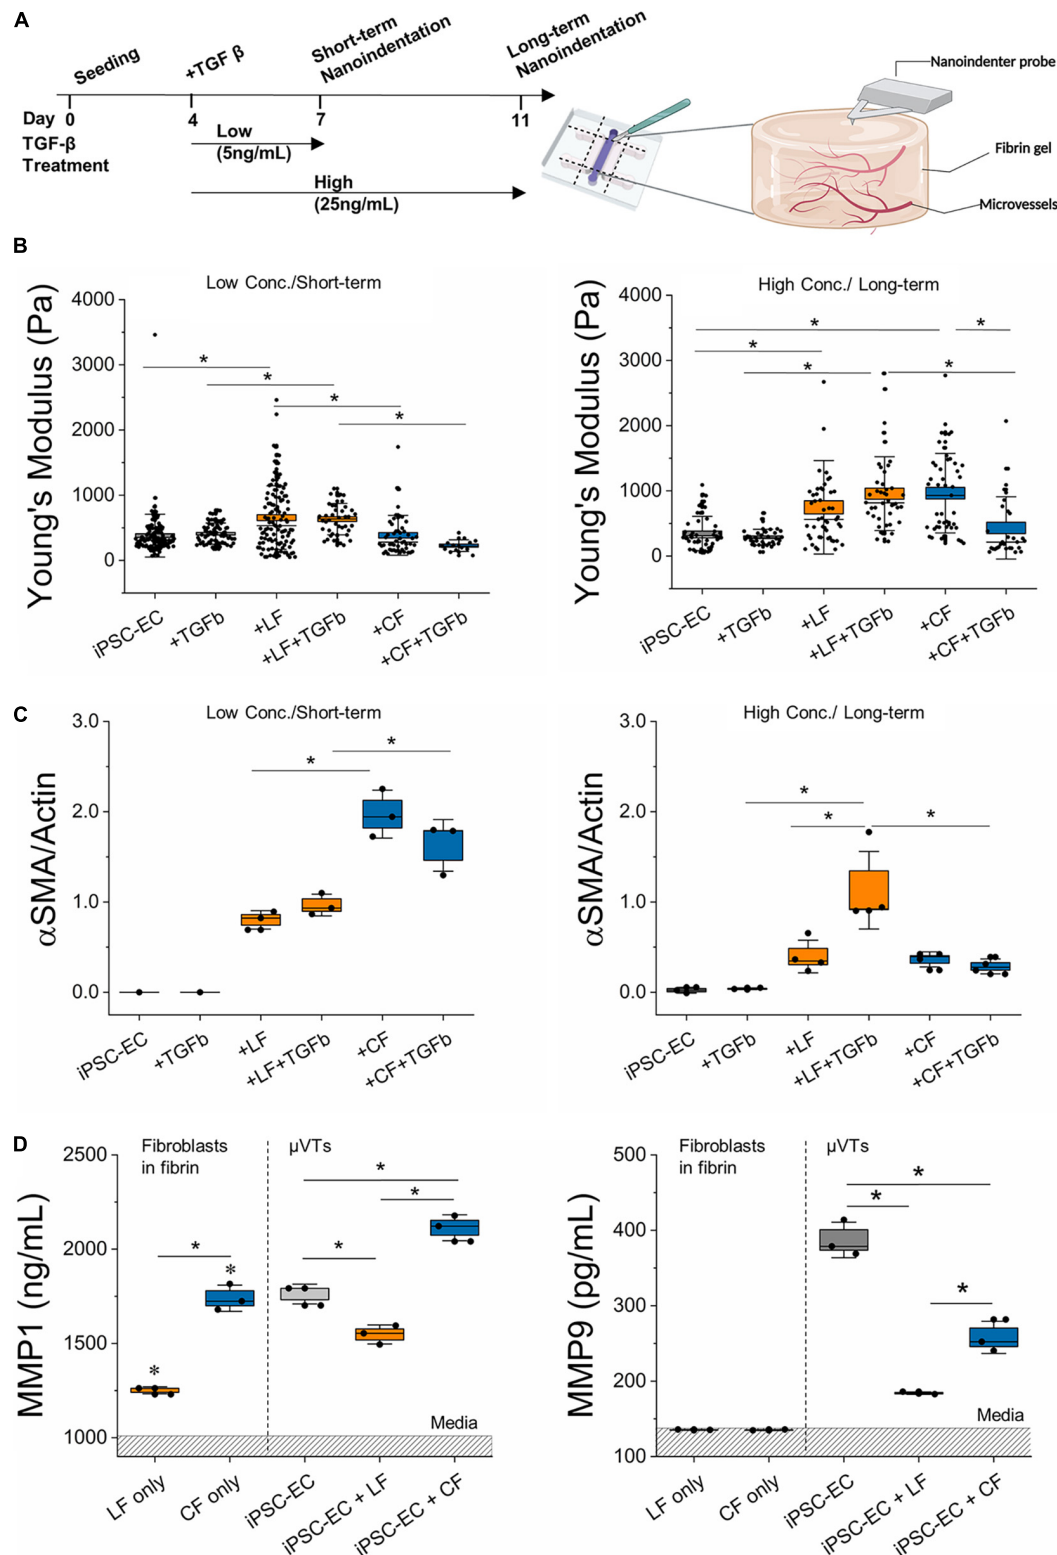 A
Seeding
+TGF β
Short-term
Nanoindentation
Long-term
Nanoindentation
Day
0
4
7
11
TGF-β
Treatment
Low
(5ng/mL)
High
(25ng/mL)
Nanoindenter probe
Fibrin gel
Microvessels
B
Low Conc./Short-term
Young's Modulus (Pa)
4000
3000
2000
1000
0
* * * *
iPSC-EC
+TGFb
+LF
+LF+TGFb
+CF
+CF+TGFb
High Conc./ Long-term
Young's Modulus (Pa)
4000
3000
2000
1000
0
* * * * *
iPSC-EC
+TGFb
+LF
+LF+TGFb
+CF
+CF+TGFb
C
Low Conc./Short-term
αSMA/Actin
3.0
2.0
1.0
0.0
* *
iPSC-EC
+TGFb
+LF
+LF+TGFb
+CF
+CF+TGFb
High Conc./ Long-term
αSMA/Actin
3.0
2.0
1.0
0.0
* * *
iPSC-EC
+TGFb
+LF
+LF+TGFb
+CF
+CF+TGFb
D
Fibroblasts
in fibrin
µVTs
MMP1 (ng/mL)
2500
2000
1500
1000
* * * * * *
Media
LF only
CF only
iPSC-EC
iPSC-EC + LF
iPSC-EC + CF
Fibroblasts
in fibrin
µVTs
MMP9 (pg/mL)
500
400
300
200
100
* * *
Media
LF only
CF only
iPSC-EC
iPSC-EC + LF
iPSC-EC + CF